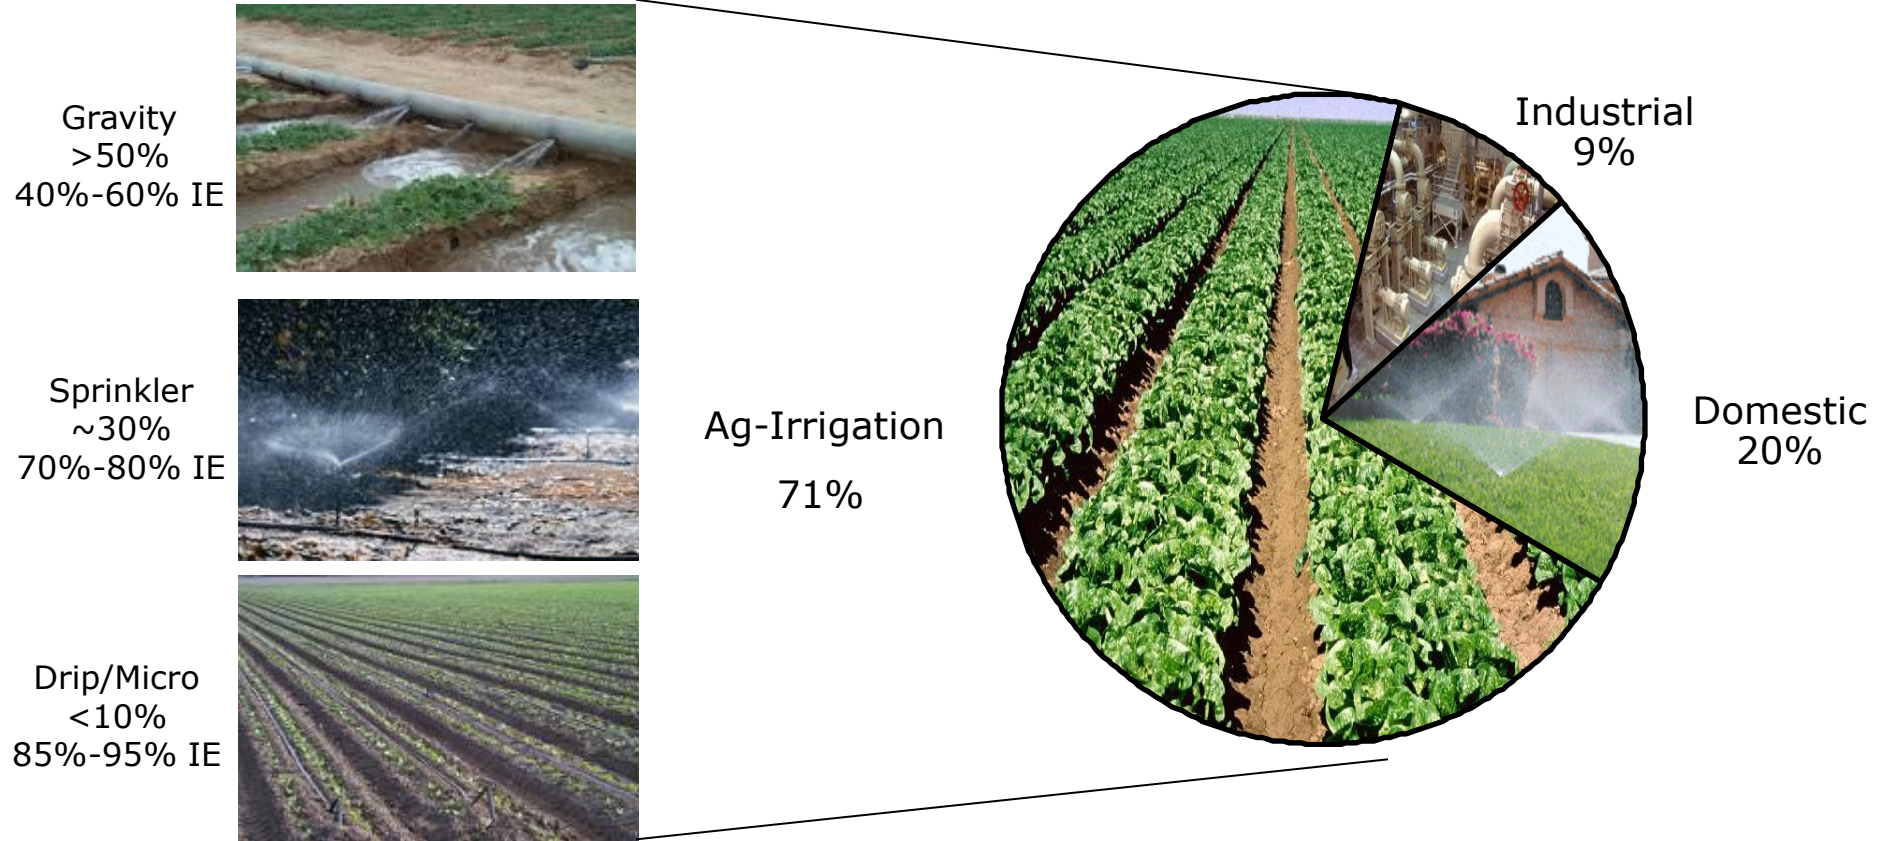 Gravity
>50%
40%-60% IE
Sprinkler
~30%
70%-80% IE
Drip/Micro
<10%
85%-95% IE
Ag-Irrigation
71%
Industrial
9%
Domestic
20%